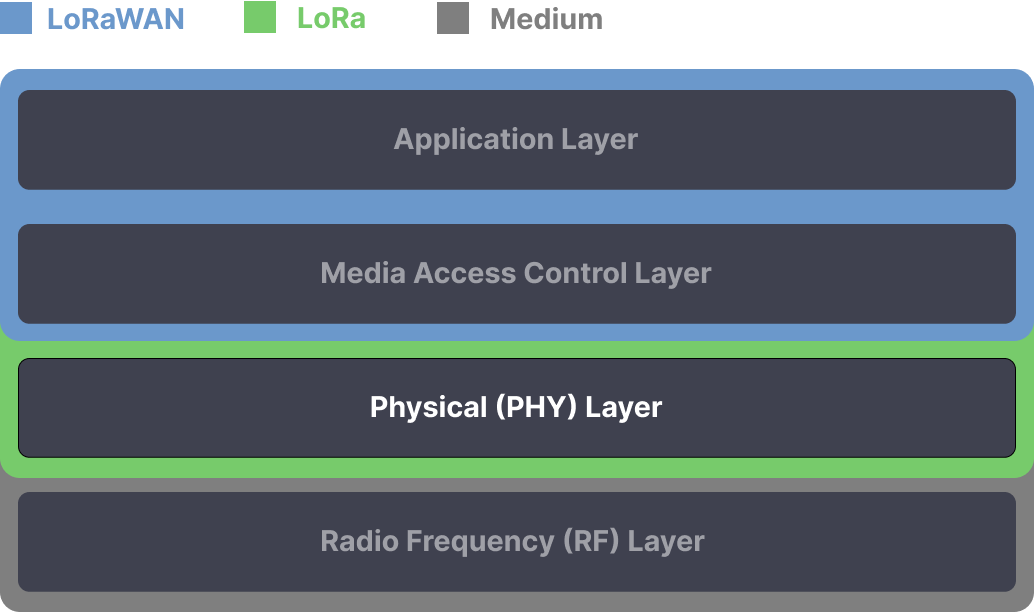 LoRaWAN LoRa Medium
Application Layer
Media Access Control Layer
Physical (PHY) Layer
Radio Frequency (RF) Layer